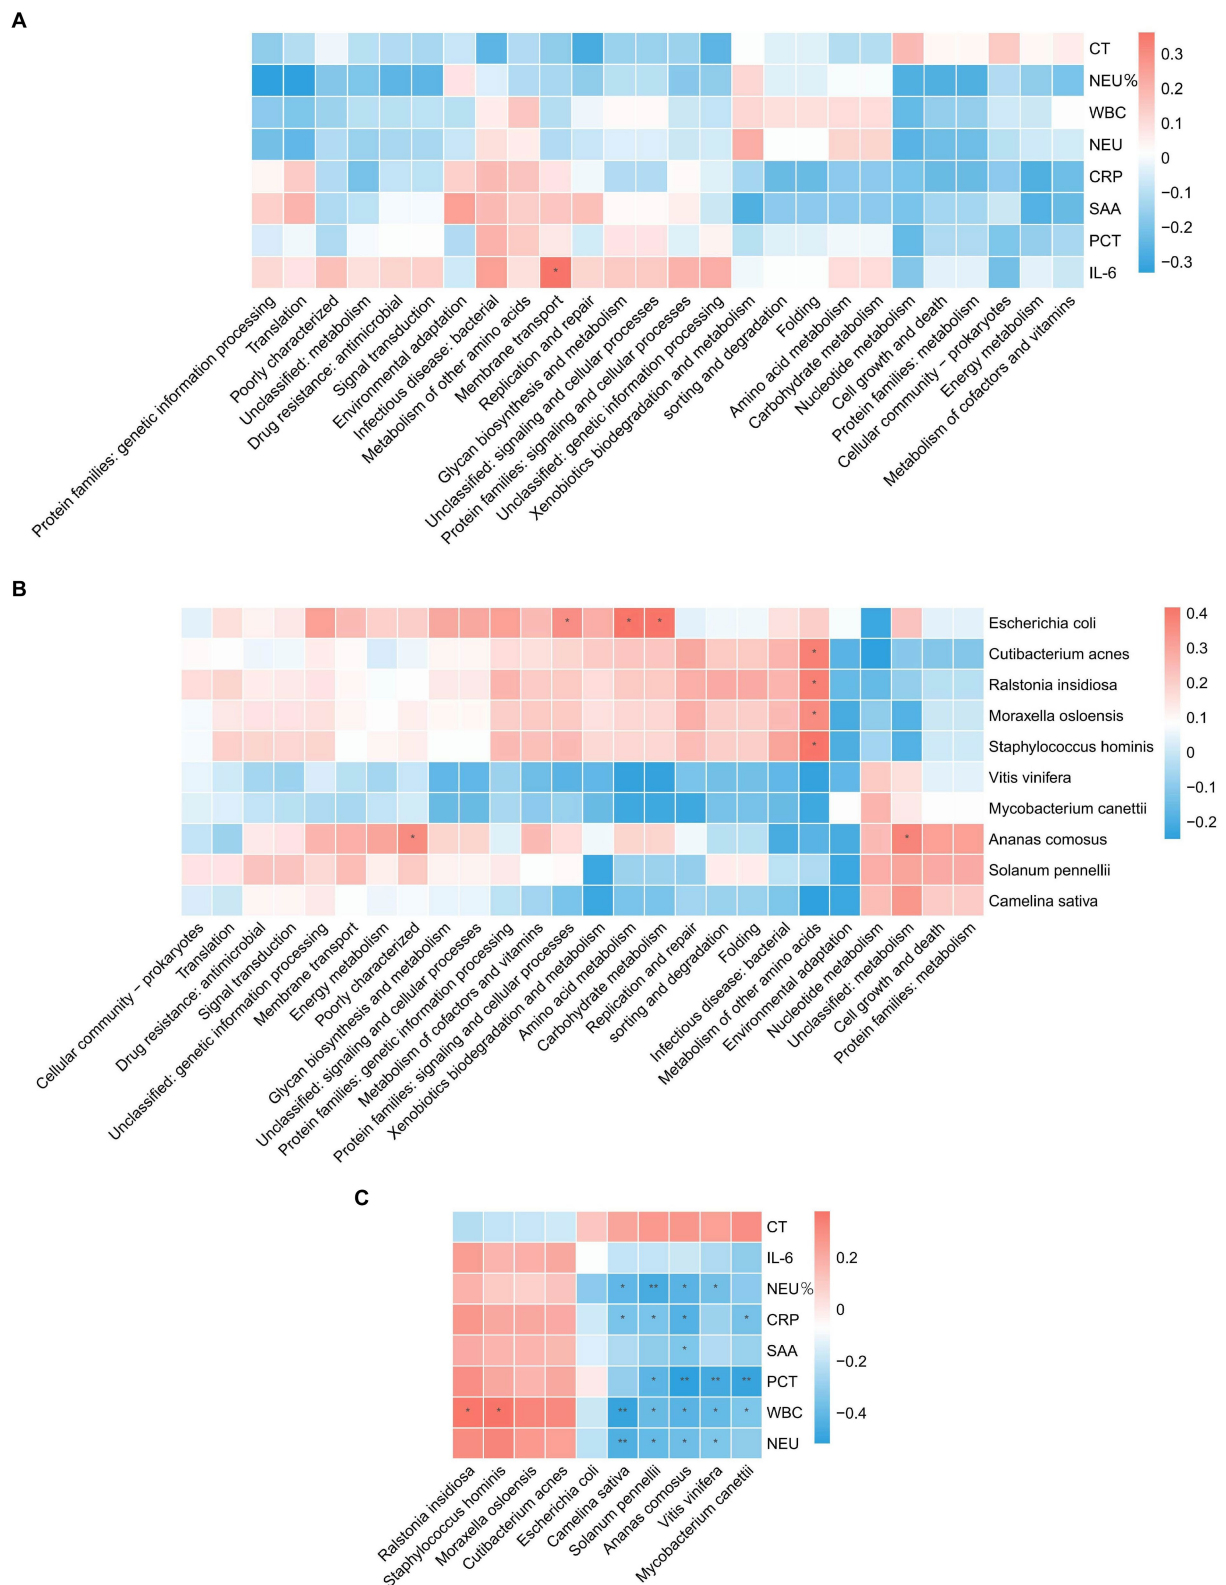 A
CT
NEU%
WBC
NEU
CRP
SAA
PCT
IL-6
0.3
0.2
0.1
0
−0.1
−0.2
−0.3
Protein families: genetic information processing
Translation
Poorly characterized
Unclassified: metabolism
Drug resistance: antimicrobial
Signal transduction
Environmental adaptation
Infectious disease: bacterial
Metabolism of other amino acids
Membrane transport
Replication and repair
Glycan biosynthesis and metabolism
Unclassified: signaling and cellular processes
Protein families: signaling and cellular processes
Unclassified: genetic information processing
Xenobiotics biodegradation and metabolism
sorting and degradation
Folding
Amino acid metabolism
Carbohydrate metabolism
Nucleotide metabolism
Cell growth and death
Protein families: metabolism
Cellular community − prokaryotes
Energy metabolism
Metabolism of cofactors and vitamins
*
B
Escherichia coli
Cutibacterium acnes
Ralstonia insidiosa
Moraxella osloensis
Staphylococcus hominis
Vitis vinifera
Mycobacterium canettii
Ananas comosus
Solanum pennellii
Camelina sativa
0.4
0.3
0.2
0.1
0
−0.1
−0.2
* * *
*
*
*
*
* *
Cellular community − prokaryotes
Translation
Drug resistance: antimicrobial
Signal transduction
Unclassified: genetic information processing
Membrane transport
Energy metabolism
Poorly characterized
Glycan biosynthesis and metabolism
Unclassified: signaling and cellular processes
Protein families: genetic information processing
Metabolism of cofactors and vitamins
Protein families: signaling and cellular processes
Xenobiotics biodegradation and metabolism
Amino acid metabolism
Carbohydrate metabolism
Replication and repair
sorting and degradation
Folding
Infectious disease: bacterial
Metabolism of other amino acids
Environmental adaptation
Nucleotide metabolism
Unclassified: metabolism
Cell growth and death
Protein families: metabolism
C
CT
IL-6
* ** * * NEU%
* * * * CRP
* SAA
* ** ** ** PCT
* * ** * * * * WBC
** * * * NEU
0.2
0
−0.2
−0.4
Ralstonia insidiosa
Staphylococcus hominis
Moraxella osloensis
Cutibacterium acnes
Escherichia coli
Camelina sativa
Solanum pennellii
Ananas comosus
Vitis vinifera
Mycobacterium canettii